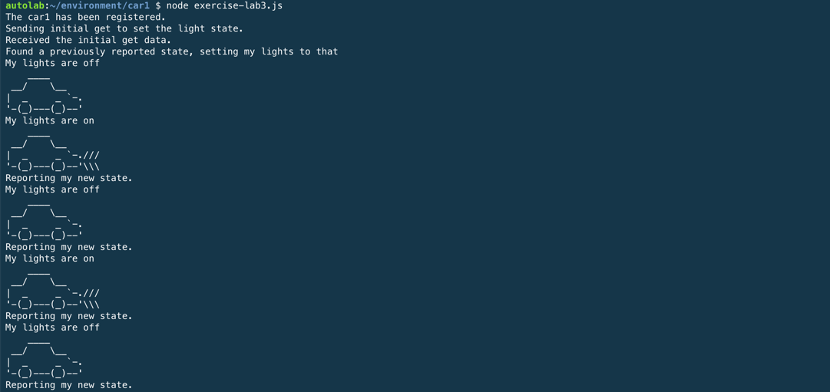 autolab:~/environment/car1 $ node exercise-lab3.js
The car1 has been registered.
Sending initial get to set the light state.
Received the initial get data.
Found a previously reported state, setting my lights to that
My lights are off
    ____
 __/    \__
|  _      _ `-.
'-(_)---(_)--'
My lights are on
    ____
 __/    \__
|  _      _ `-.///
'-(_)---(_)--'\\\
Reporting my new state.
My lights are off
    ____
 __/    \__
|  _      _ `-.
'-(_)---(_)--'
Reporting my new state.
My lights are on
    ____
 __/    \__
|  _      _ `-.///
'-(_)---(_)--'\\\
Reporting my new state.
My lights are off
    ____
 __/    \__
|  _      _ `-.
'-(_)---(_)--'
Reporting my new state.